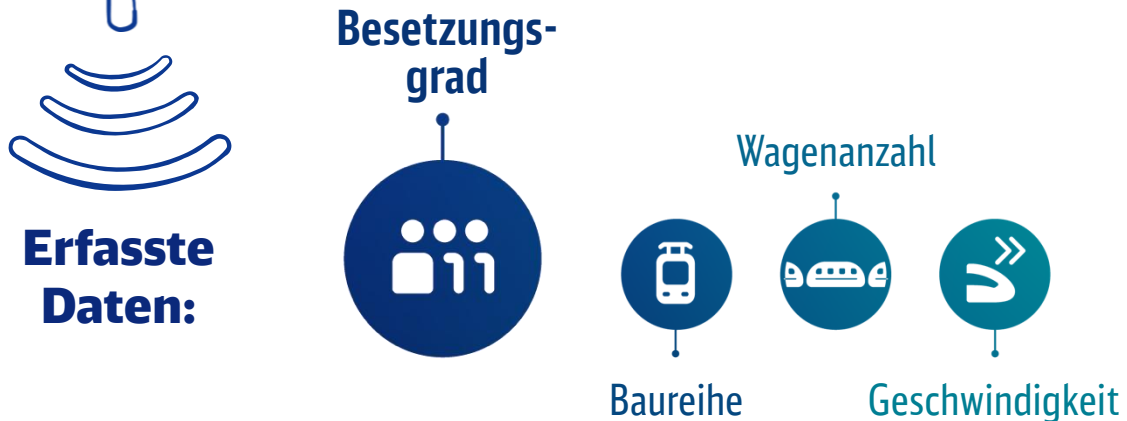 Erfasste
Daten:
Besetzungs-
grad
Baureihe
Wagenanzahl
Geschwindigkeit